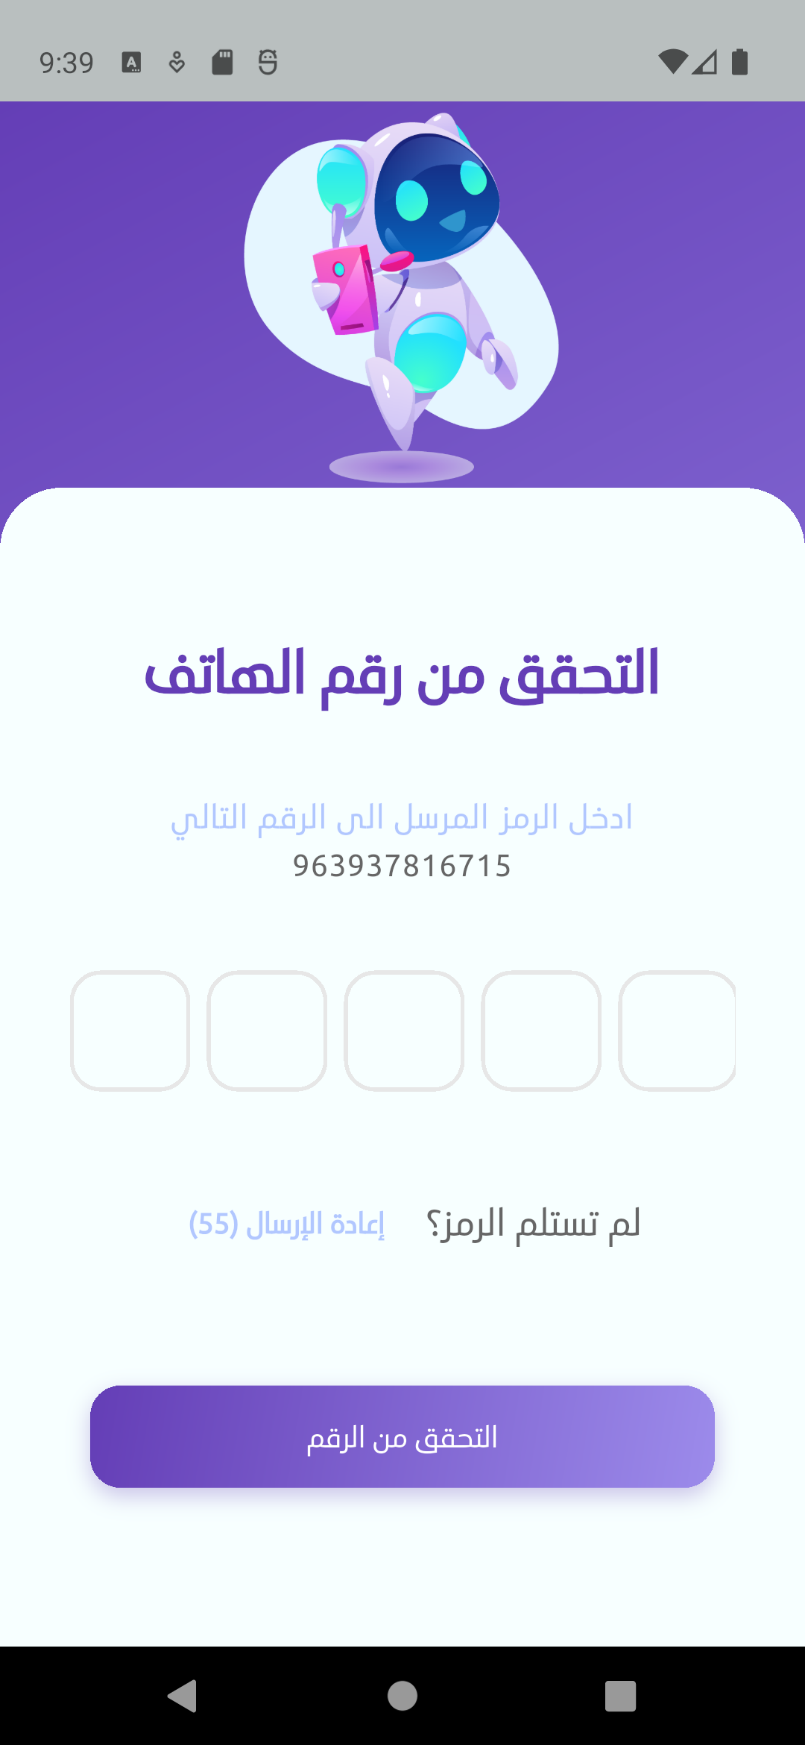 9:39
التحقق من رقم الهاتف
ادخل الرمز المرسل الى الرقم التالي
963937816715
لم تستلم الرمز؟ إعادة الإرسال (55)
التحقق من الرقم